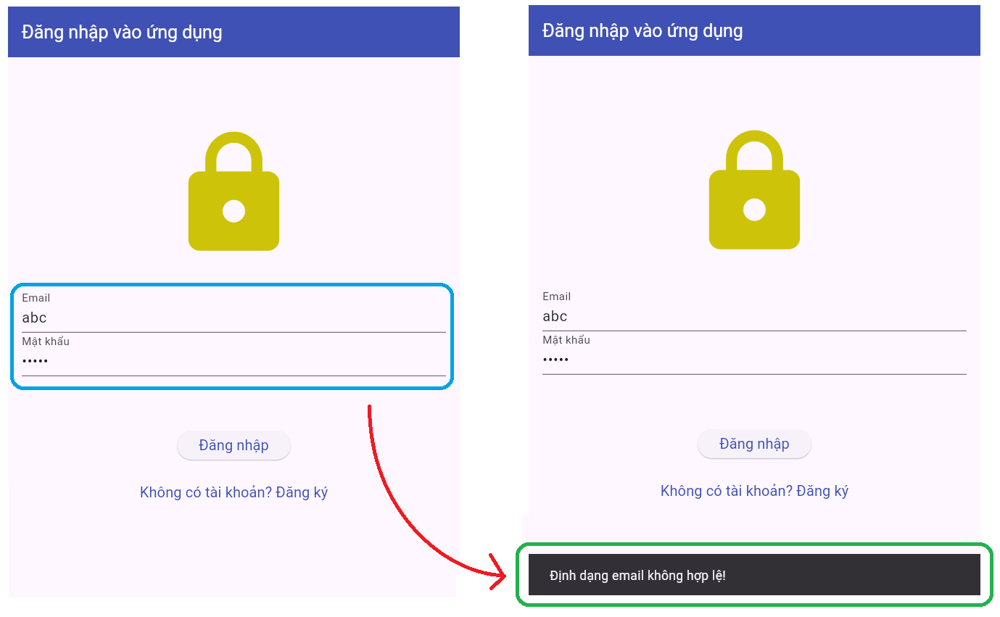 Đăng nhập vào ứng dụng
Email
abc
Mật khẩu
•••••
Đăng nhập
Không có tài khoản? Đăng ký
Đăng nhập vào ứng dụng
Email
abc
Mật khẩu
•••••
Đăng nhập
Không có tài khoản? Đăng ký
Định dạng email không hợp lệ!